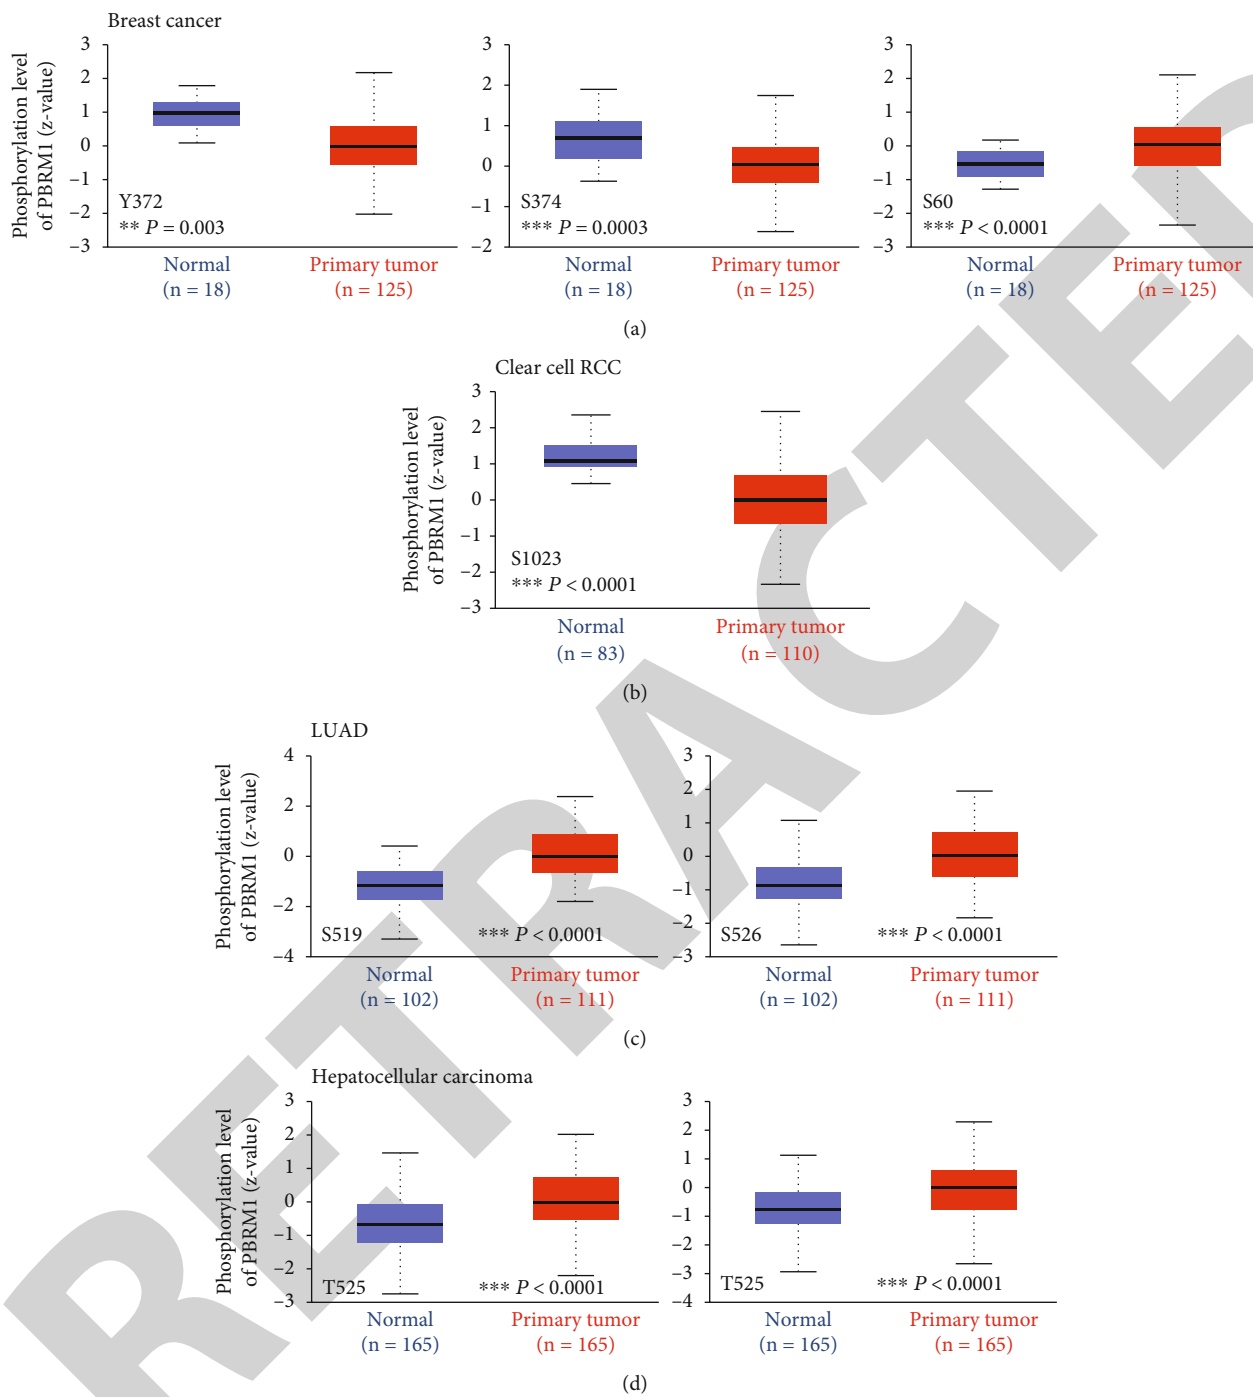 Breast cancer
Phosphorylation level
of PBRM1 (z-value)
3
2
1
0
−1
−2
−3
Y372
** P = 0.003
Normal
(n = 18)
Primary tumor
(n = 125)
3
2
1
0
−1
−2
S374
*** P = 0.0003
Normal
(n = 18)
Primary tumor
(n = 125)
3
2
1
0
−1
−2
−3
S60
*** P < 0.0001
Normal
(n = 18)
Primary tumor
(n = 125)
(a)
Clear cell RCC
Phosphorylation level
of PBRM1 (z-value)
3
2
1
0
−1
−2
−3
S1023
*** P < 0.0001
Normal
(n = 83)
Primary tumor
(n = 110)
(b)
LUAD
Phosphorylation level
of PBRM1 (z-value)
4
2
0
−2
−4
S519
*** P < 0.0001
Normal
(n = 102)
Primary tumor
(n = 111)
3
2
1
0
−1
−2
−3
S526
*** P < 0.0001
Normal
(n = 102)
Primary tumor
(n = 111)
(c)
Hepatocellular carcinoma
Phosphorylation level
of PBRM1 (z-value)
3
2
1
0
−1
−2
−3
T525
*** P < 0.0001
Normal
(n = 165)
Primary tumor
(n = 165)
3
2
1
0
−1
−2
−3
−4
T525
*** P < 0.0001
Normal
(n = 165)
Primary tumor
(n = 165)
(d)
RETRACTED